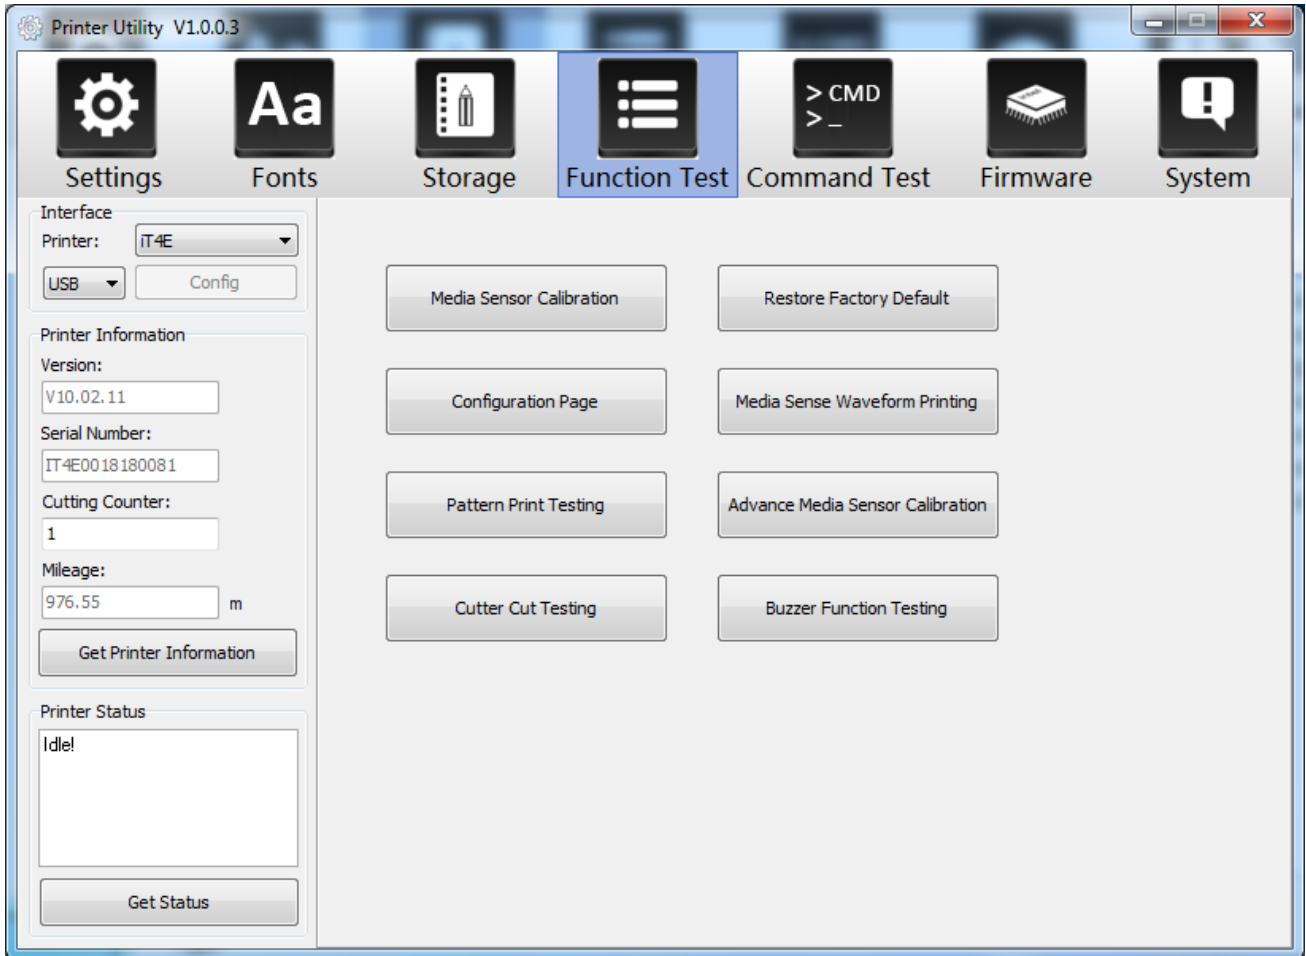 Printer Utility V1.0.0.3
Aa
> CMD
> _
Settings
Fonts
Storage
Function Test
Command Test
Firmware
System
Interface
Printer: iT4E
USB Config
Printer Information
Version:
V10.02.11
Serial Number:
IT4E0018180081
Cutting Counter:
1
Mileage:
976.55 m
Get Printer Information
Printer Status
Idle!
Get Status
Media Sensor Calibration
Restore Factory Default
Configuration Page
Media Sense Waveform Printing
Pattern Print Testing
Advance Media Sensor Calibration
Cutter Cut Testing
Buzzer Function Testing